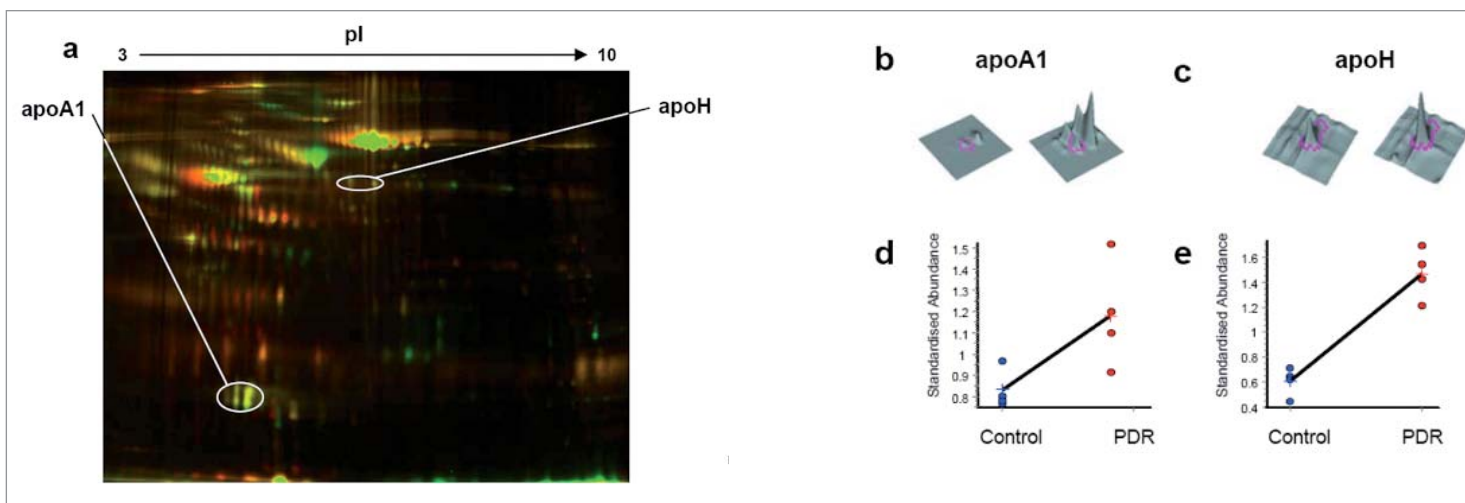 a
pI
3
10
apoA1
apoH
b
apoA1
c
apoH
d
Standardised Abundance
1.5
1.4
1.3
1.2
1.1
1
0.9
0.8
Control
PDR
e
Standardised Abundance
1.6
1.4
1.2
1
0.8
0.6
0.4
Control
PDR